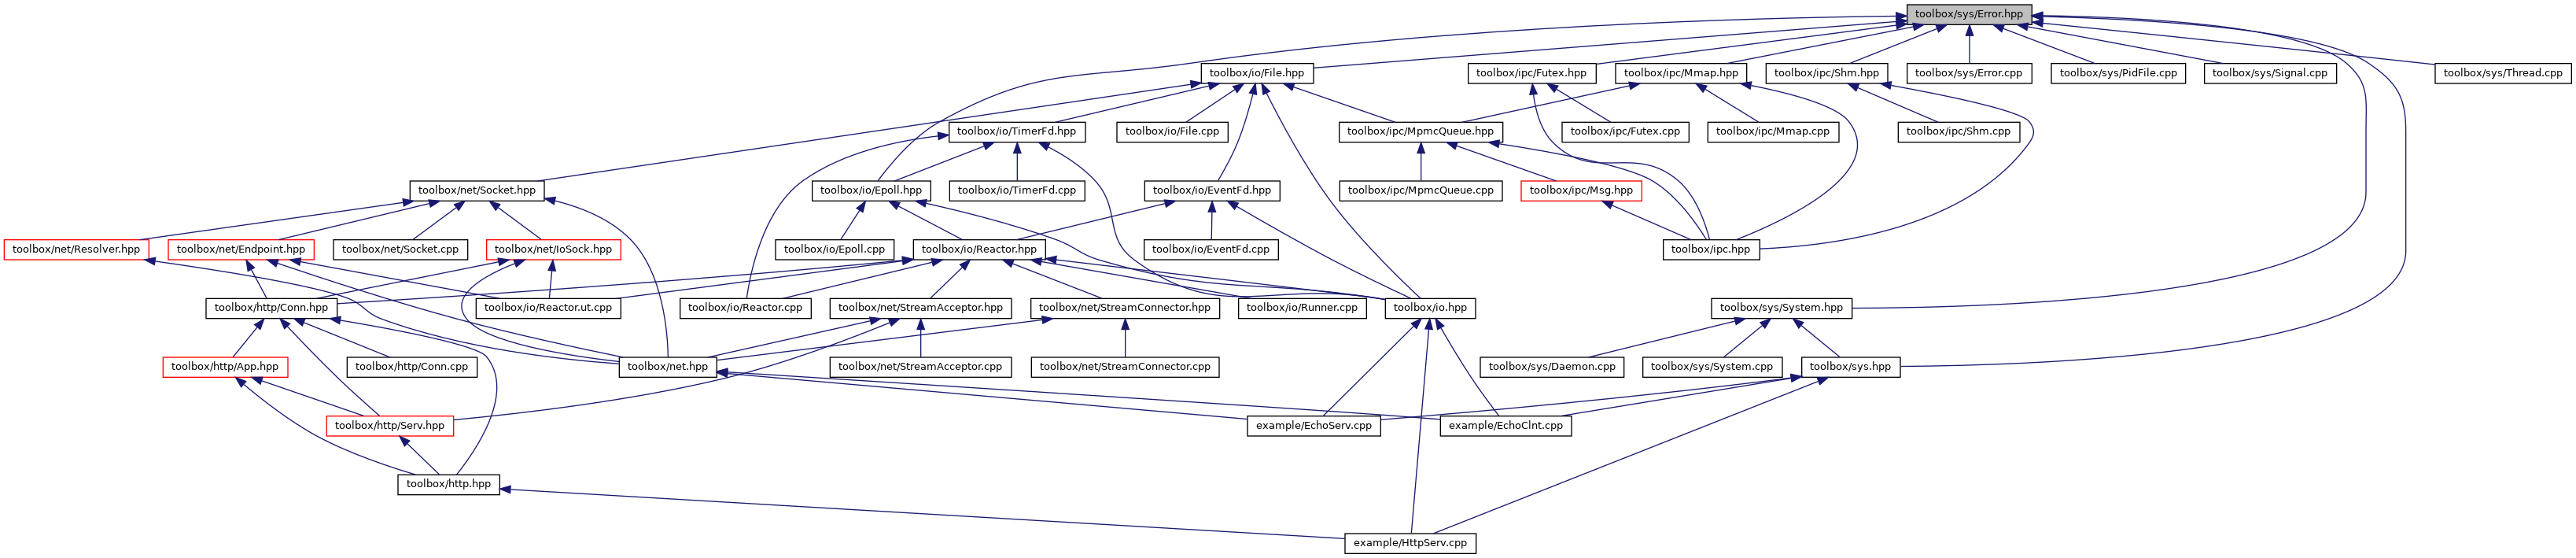 toolbox/sys/Error.hpp
toolbox/io/File.hpp
toolbox/ipc/Futex.hpp
toolbox/ipc/Mmap.hpp
toolbox/ipc/Shm.hpp
toolbox/sys/Error.cpp
toolbox/sys/PidFile.cpp
toolbox/sys/Signal.cpp
toolbox/sys/Thread.cpp
toolbox/io/TimerFd.hpp
toolbox/io/File.cpp
toolbox/ipc/MpmcQueue.hpp
toolbox/ipc/Futex.cpp
toolbox/ipc/Mmap.cpp
toolbox/ipc/Shm.cpp
toolbox/net/Socket.hpp
toolbox/io/Epoll.hpp
toolbox/io/TimerFd.cpp
toolbox/io/EventFd.hpp
toolbox/ipc/MpmcQueue.cpp
toolbox/ipc/Msg.hpp
toolbox/net/Resolver.hpp
toolbox/net/Endpoint.hpp
toolbox/net/Socket.cpp
toolbox/net/IoSock.hpp
toolbox/io/Epoll.cpp
toolbox/io/Reactor.hpp
toolbox/io/EventFd.cpp
toolbox/ipc.hpp
toolbox/http/Conn.hpp
toolbox/io/Reactor.ut.cpp
toolbox/io/Reactor.cpp
toolbox/net/StreamAcceptor.hpp
toolbox/net/StreamConnector.hpp
toolbox/io/Runner.cpp
toolbox/io.hpp
toolbox/sys/System.hpp
toolbox/http/App.hpp
toolbox/http/Conn.cpp
toolbox/net.hpp
toolbox/net/StreamAcceptor.cpp
toolbox/net/StreamConnector.cpp
toolbox/sys/Daemon.cpp
toolbox/sys/System.cpp
toolbox/sys.hpp
toolbox/http/Serv.hpp
example/EchoServ.cpp
example/EchoClnt.cpp
toolbox/http.hpp
example/HttpServ.cpp